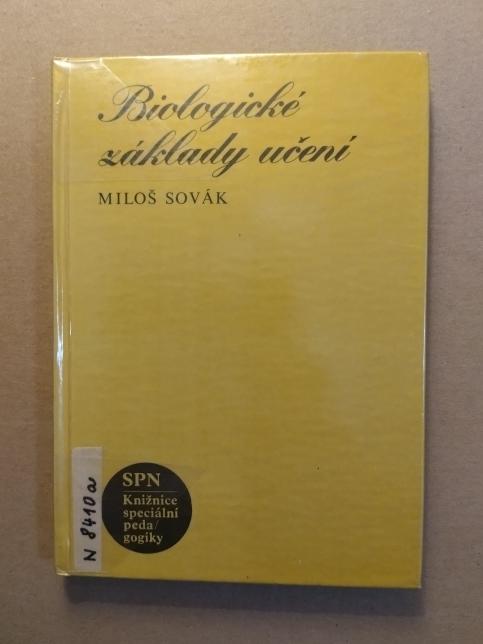 Biologické
základy učení
MILOŠ SOVÁK
SPN
Knižnice
speciální
peda/
gogiky
N 8410a